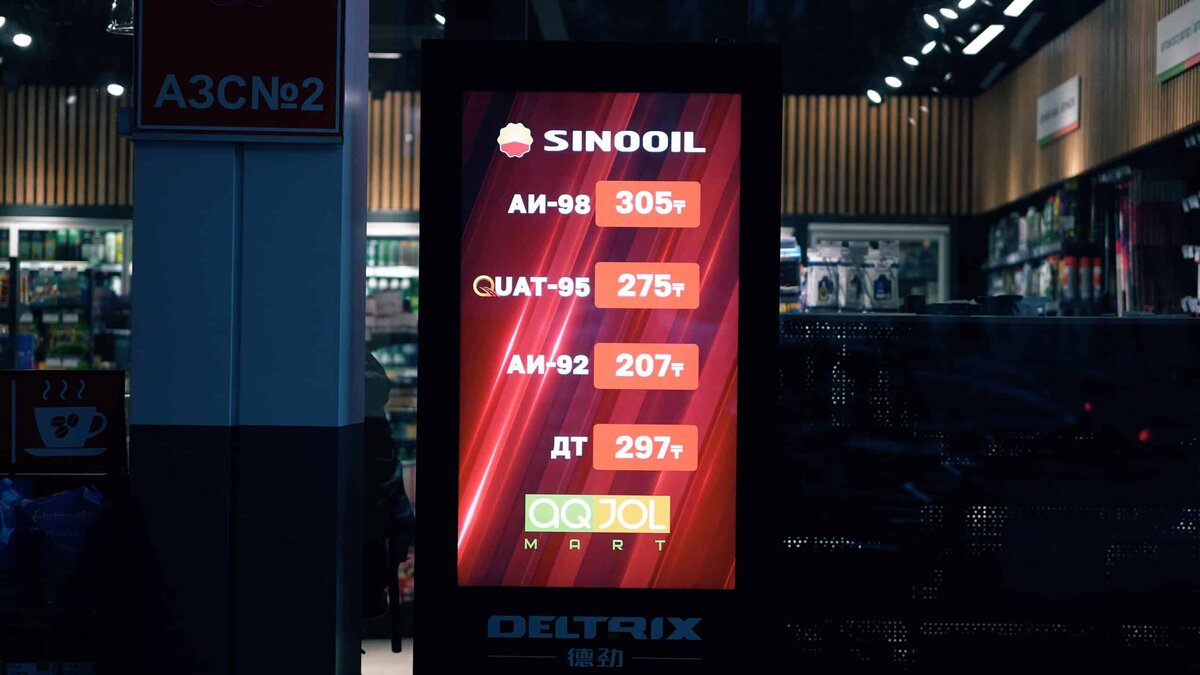 АЗС№2
SINOOIL
АИ-98 305₸
QUAT-95 275₸
АИ-92 207₸
ДТ 297₸
AQJOL
MART
DELTRIX
德劲